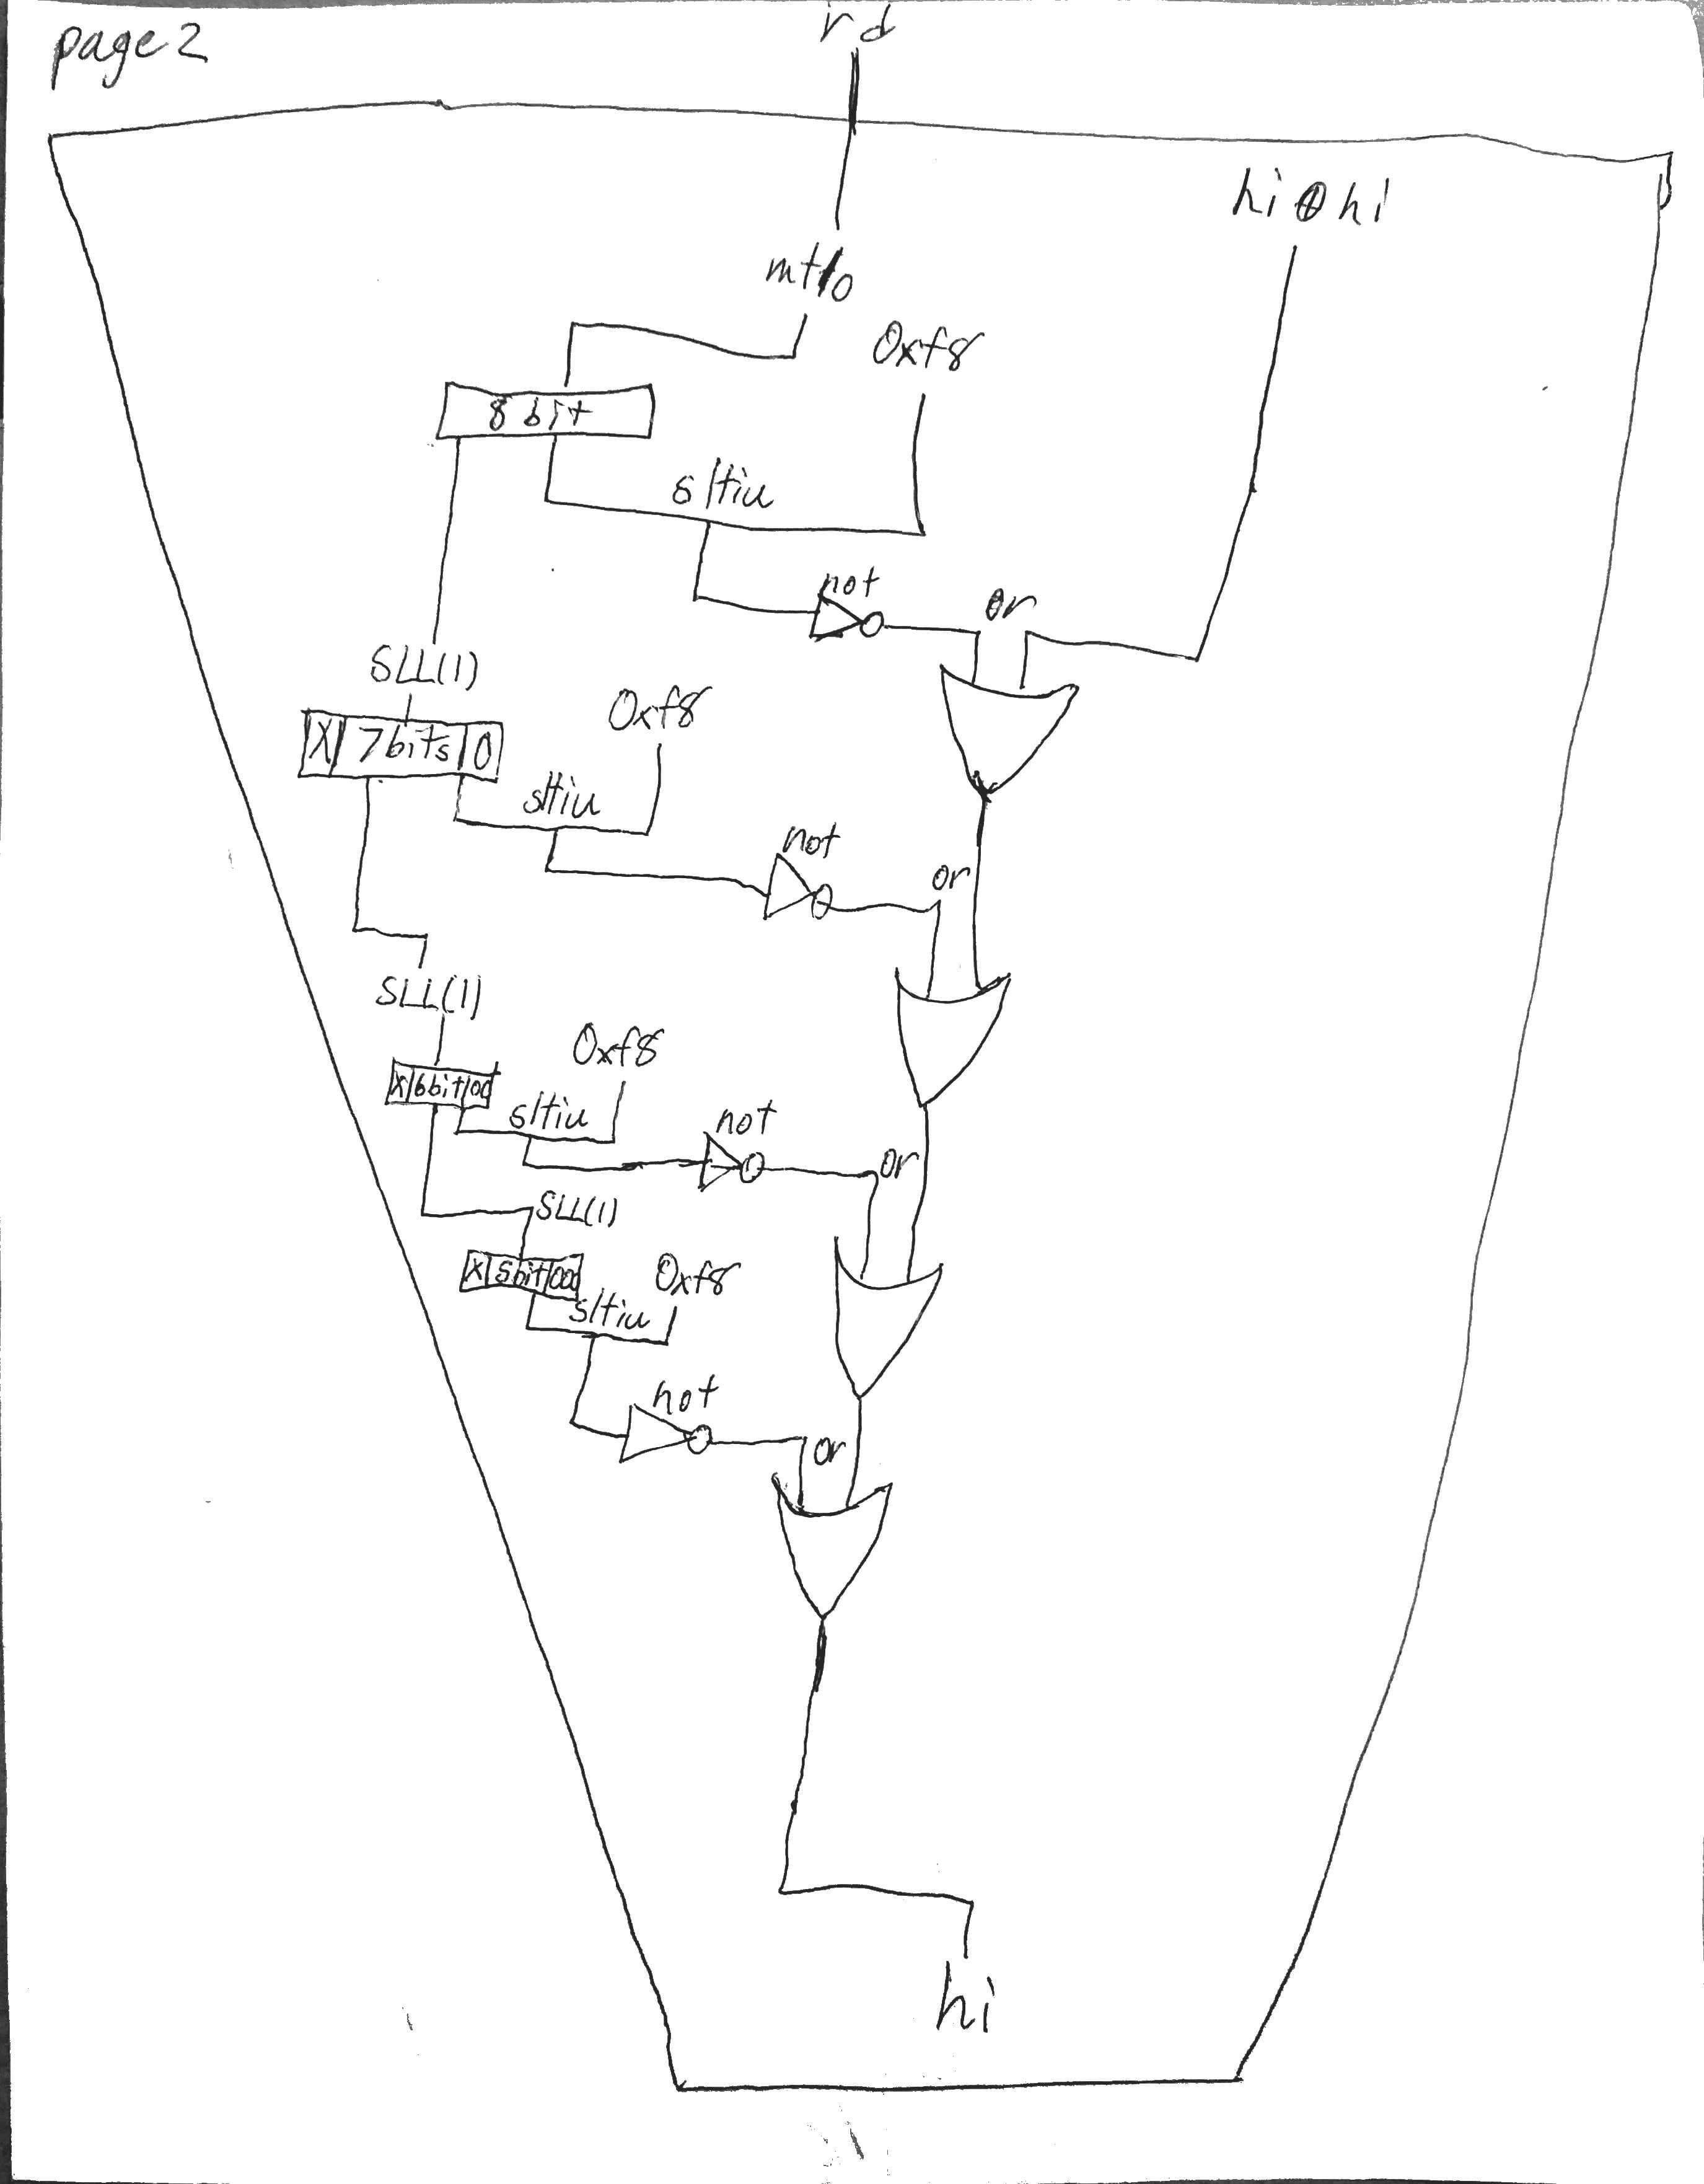 page 2
rd
hi⊕hi
mtlo
0xf8
8 bit
sltiu
not
or
SLL(1)
0xf8
X 7bits 0
sltiu
not
or
SLL(1)
0xf8
X 6bit 00
sltiu
not
or
SLL(1)
X 5bit 000
0xf8
sltiu
not
or
hi